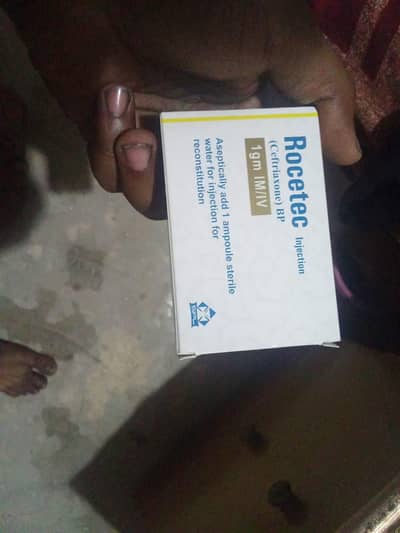 Rocetec Injection
(Ceftriaxone) BP
1gm IM/IV
Aseptically add 1 ampoule sterile
water for injection for
reconstitution